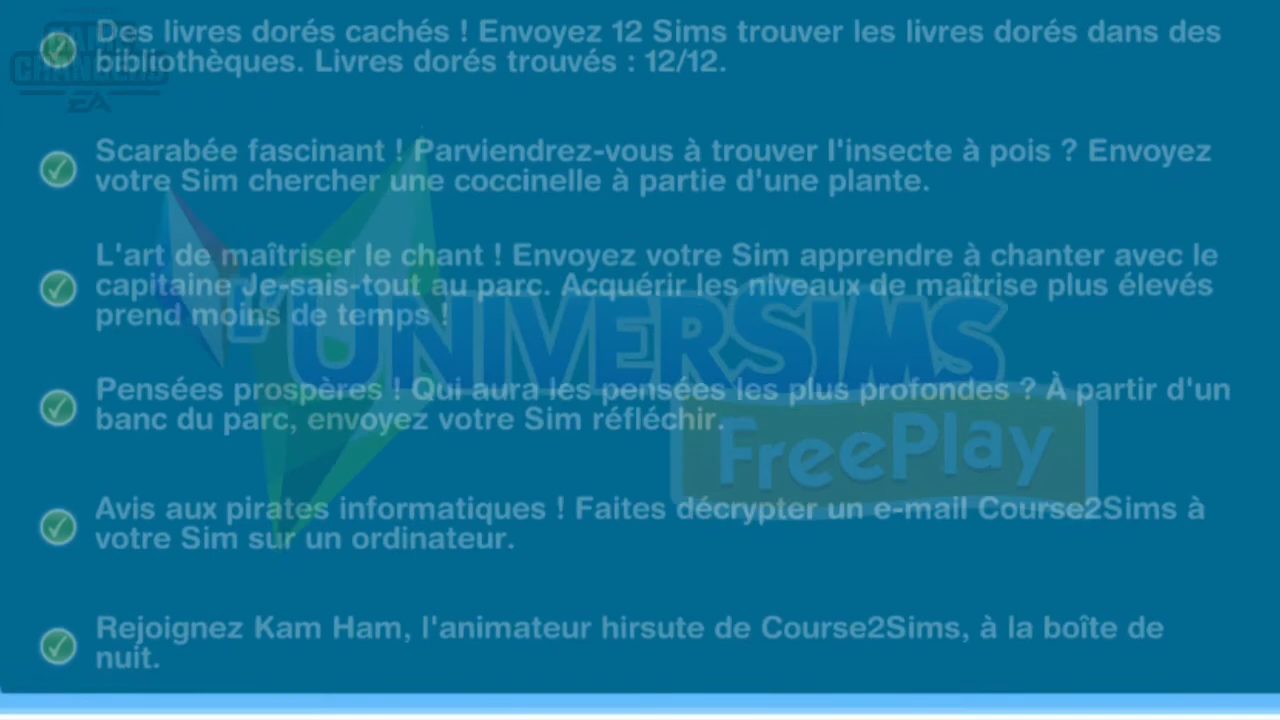 Des livres dorés cachés ! Envoyez 12 Sims trouver les livres dorés dans des
bibliothèques. Livres dorés trouvés : 12/12.
GAME
CHANGERS
EA
Scarabée fascinant ! Parviendrez-vous à trouver l'insecte à pois ? Envoyez
votre Sim chercher une coccinelle à partie d'une plante.
L'art de maîtriser le chant ! Envoyez votre Sim apprendre à chanter avec le
capitaine Je-sais-tout au parc. Acquérir les niveaux de maîtrise plus élevés
prend moins de temps.
L'UNIVERSIMS
FreePlay
Pensées prospères ! Qui aura les pensées les plus profondes ? À partir d'un
banc du parc, envoyez votre Sim réfléchir.
Avis aux pirates informatiques ! Faites décrypter un e-mail Course2Sims à
votre Sim sur un ordinateur.
Rejoignez Kam Ham, l'animateur hirsute de Course2Sims, à la boîte de
nuit.